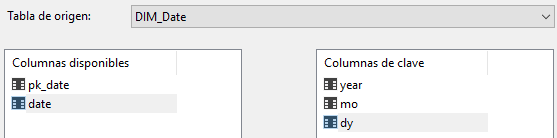 Tabla de origen: DIM_Date
Columnas disponibles
pk_date
date
Columnas de clave
year
mo
dy